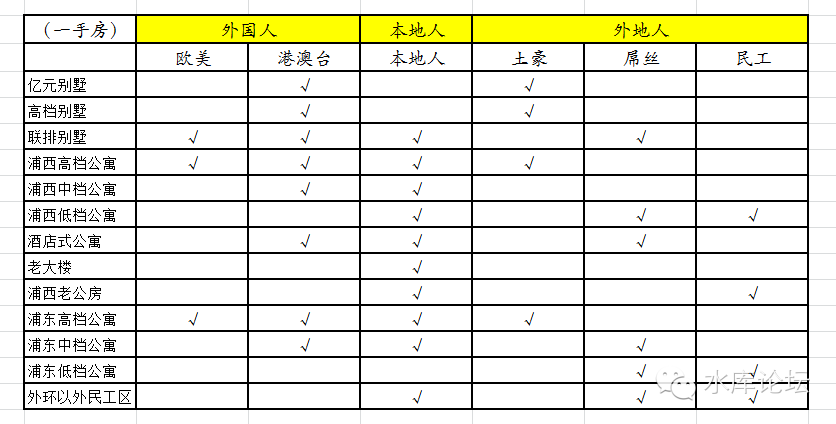 （一手房） 外国人 本地人 外地人
欧美 港澳台 本地人 土豪 屌丝 民工
亿元别墅 √ √
高档别墅 √ √
联排别墅 √ √ √ √
浦西高档公寓 √ √ √ √
浦西中档公寓 √ √
浦西低档公寓 √ √ √
酒店式公寓 √ √ √
老大楼 √
浦西老公房 √ √
浦东高档公寓 √ √ √ √
浦东中档公寓 √ √ √
浦东低档公寓 √ √
外环以外民工区 √ √ √
水库论坛